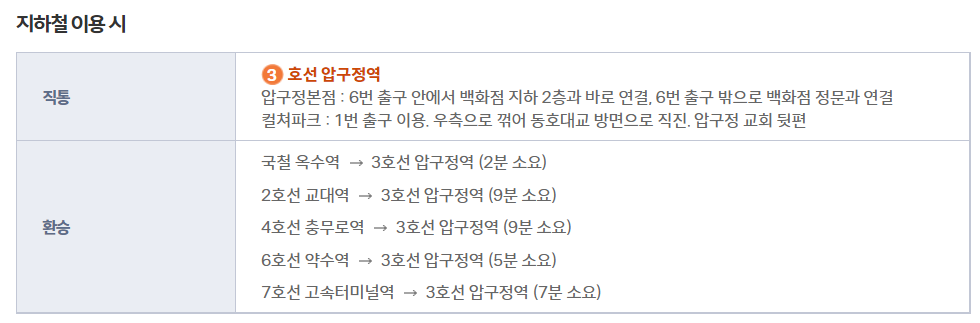 지하철 이용 시
직통
3 호선 압구정역
압구정본점 : 6번 출구 안에서 백화점 지하 2층과 바로 연결, 6번 출구 밖으로 백화점 정문과 연결
컬쳐파크 : 1번 출구 이용. 우측으로 꺾어 동호대교 방면으로 직진. 압구정 교회 뒷편
환승
국철 옥수역 → 3호선 압구정역 (2분 소요)
2호선 교대역 → 3호선 압구정역 (9분 소요)
4호선 충무로역 → 3호선 압구정역 (9분 소요)
6호선 약수역 → 3호선 압구정역 (5분 소요)
7호선 고속터미널역 → 3호선 압구정역 (7분 소요)